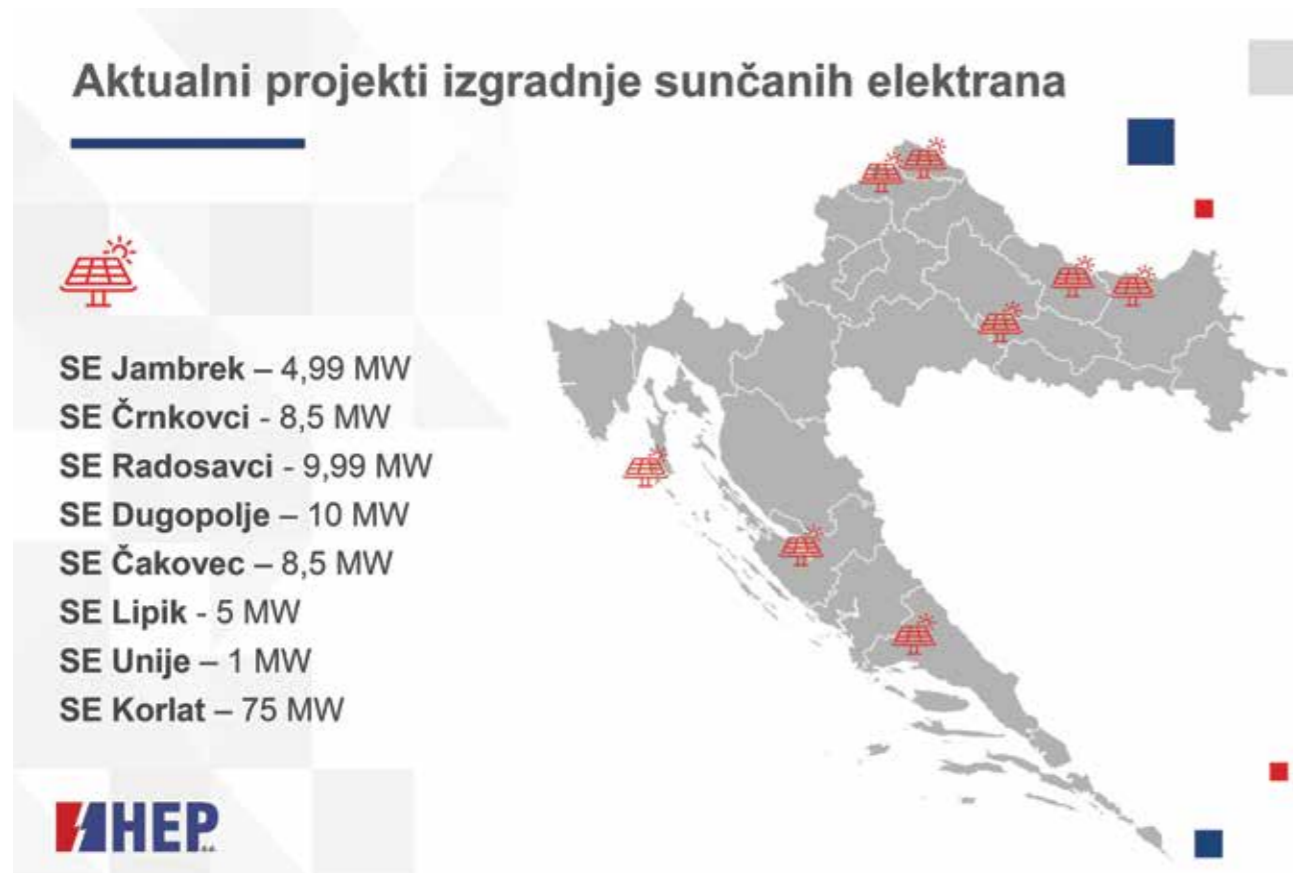 Aktualni projekti izgradnje sunčanih elektrana
SE Jambrek – 4,99 MW
SE Črnkovci - 8,5 MW
SE Radosavci - 9,99 MW
SE Dugopolje – 10 MW
SE Čakovec – 8,5 MW
SE Lipik - 5 MW
SE Unije – 1 MW
SE Korlat – 75 MW
HEP